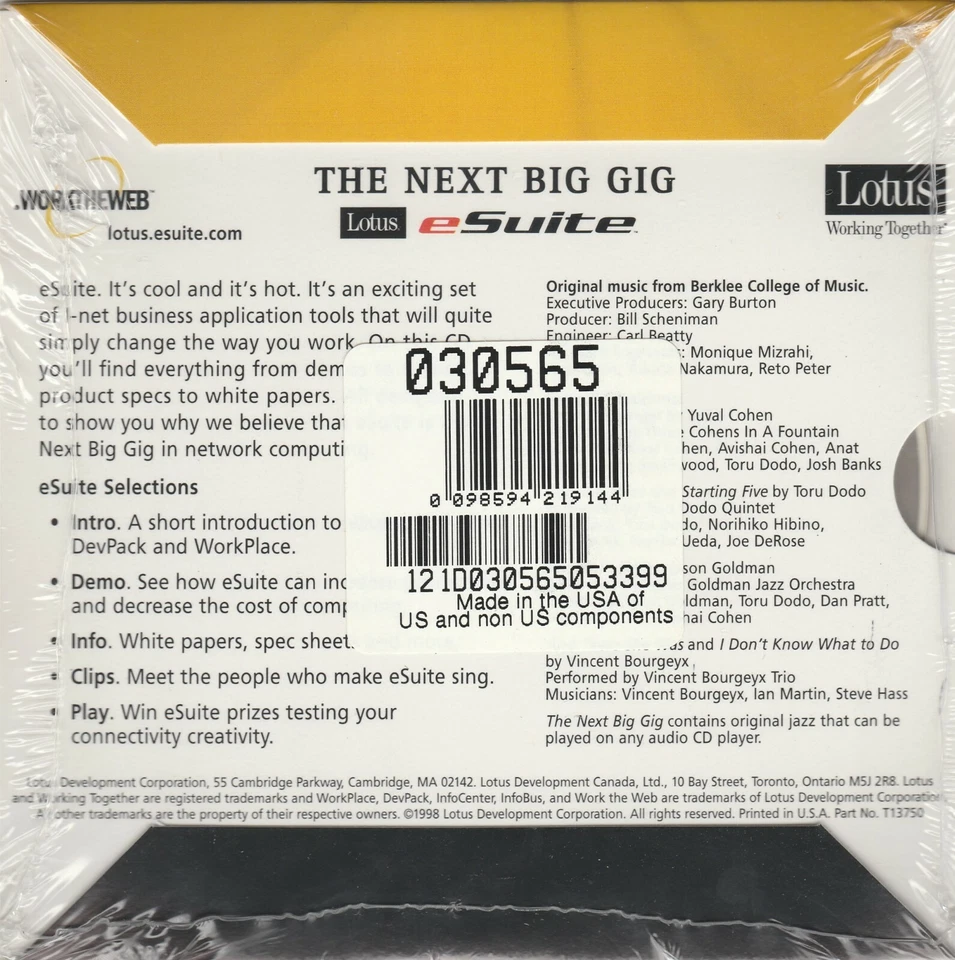 THE NEXT BIG GIG
Lotus eSuite™
WORKTHEWEB™
lotus.esuite.com
Lotus
Working Together®
eSuite. It's cool and it's hot. It's an exciting set
of I-net business application tools that will quite
simply change the way you work. On this CD
you'll find everything from
product specs to white papers.
to show you why we believe
Next Big Gig in network
eSuite Selections
• Intro. A short introduction to
DevPack and WorkPlace.
• Demo. See how eSuite can
and decrease the cost of
• Info. White papers, spec
• Clips. Meet the people who make eSuite sing.
• Play. Win eSuite prizes testing your
connectivity creativity.
Original music from Berklee College of Music.
Executive Producers: Gary Burton
Producer: Bill Scheniman
Engineer: Carl Beatty
Monique Mizrahi,
Nakamura, Reto Peter
Yuval Cohen
Cohens In A Fountain
Avishai Cohen, Anat
Toru Dodo, Josh Banks
Starting Five by Toru Dodo
Dodo Quintet
Norihiko Hibino,
Ueda, Joe DeRose
Goldman
Goldman Jazz Orchestra
Toru Dodo, Dan Pratt,
Cohen
and I Don't Know What to Do
by Vincent Bourgeyx
Performed by Vincent Bourgeyx Trio
Musicians: Vincent Bourgeyx, Ian Martin, Steve Hass
The Next Big Gig contains original jazz that can be
played on any audio CD player.
030565
0 098594 219144
121D030565053399
Made in the USA of
US and non US components
Lotus Development Corporation, 55 Cambridge Parkway, Cambridge, MA 02142. Lotus Development Canada, Ltd., 10 Bay Street, Toronto, Ontario M5J 2R8. Lotus
and Working Together are registered trademarks and WorkPlace, DevPack, InfoCenter, InfoBus, and Work the Web are trademarks of Lotus Development Corporation.
All other trademarks are the property of their respective owners. ©1998 Lotus Development Corporation. All rights reserved. Printed in U.S.A. Part No. T13750